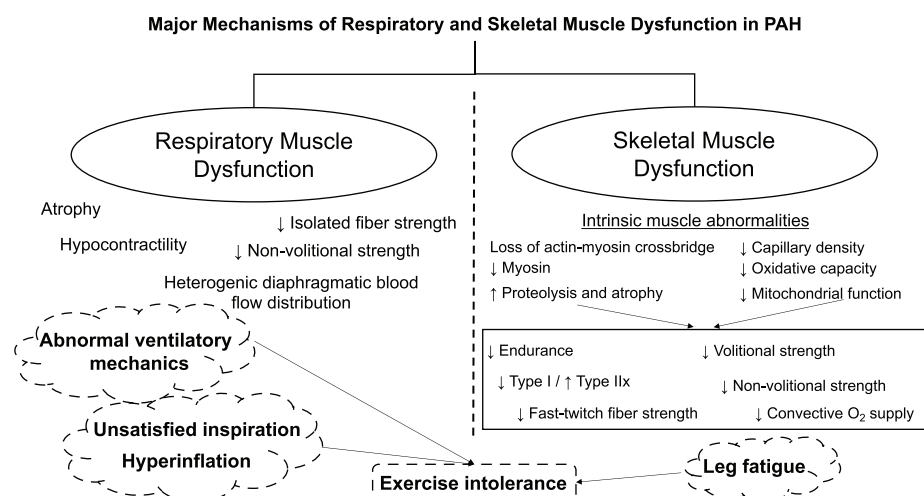 Major Mechanisms of Respiratory and Skeletal Muscle Dysfunction in PAH
Respiratory Muscle
Dysfunction
Atrophy
↓ Isolated fiber strength
Hypocontractility
↓ Non-volitional strength
Heterogenic diaphragmatic blood
flow distribution
Abnormal ventilatory
mechanics
Unsatisfied inspiration
Hyperinflation
Skeletal Muscle
Dysfunction
Intrinsic muscle abnormalities
Loss of actin-myosin crossbridge
↓ Myosin
↑ Proteolysis and atrophy
↓ Capillary density
↓ Oxidative capacity
↓ Mitochondrial function
↓ Endurance
↓ Volitional strength
↓ Type I / ↑ Type IIx
↓ Non-volitional strength
↓ Fast-twitch fiber strength
↓ Convective O₂ supply
Leg fatigue
Exercise intolerance